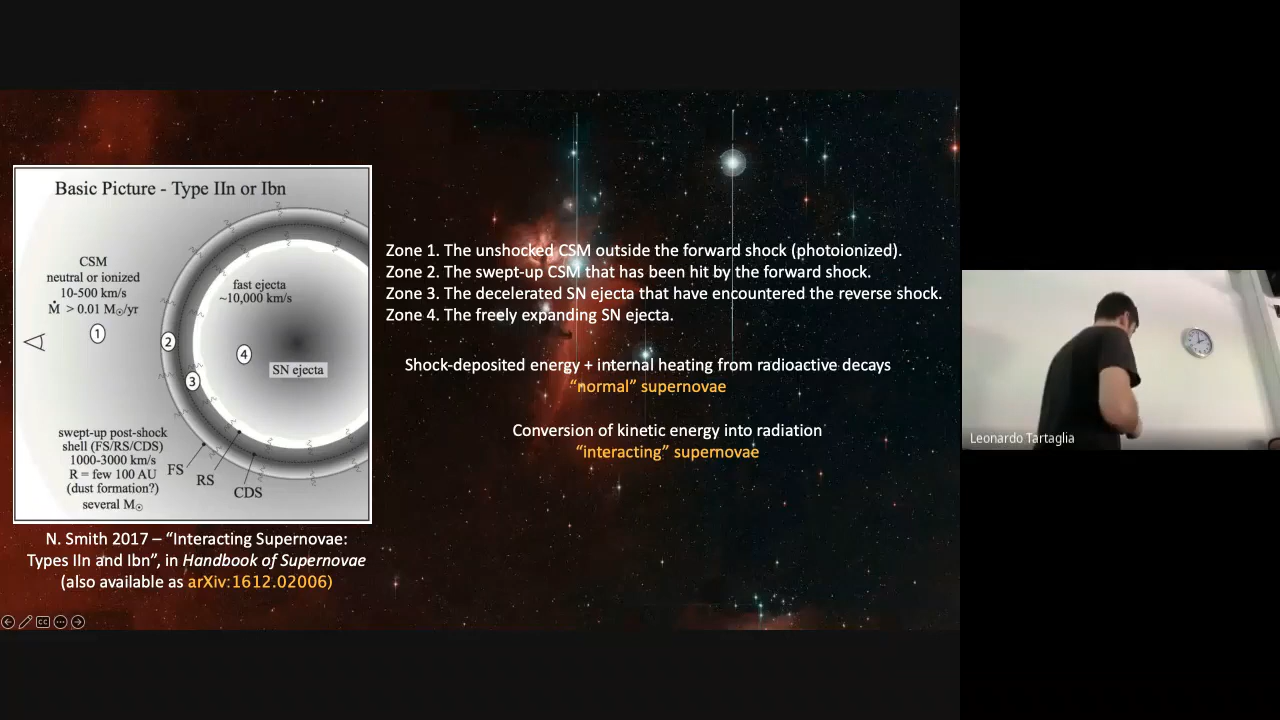 Basic Picture - Type IIn or Ibn
CSM
neutral or ionized
10-500 km/s
Ṁ > 0.01 M☉/yr
1
2
3
4
fast ejecta
~10,000 km/s
SN ejecta
swept-up post-shock
shell (FS/RS/CDS)
1000-3000 km/s
R = few 100 AU
(dust formation?)
several M☉
FS
RS
CDS
N. Smith 2017 – “Interacting Supernovae:
Types IIn and Ibn”, in Handbook of Supernovae
(also available as arXiv:1612.02006)
Zone 1. The unshocked CSM outside the forward shock (photoionized).
Zone 2. The swept-up CSM that has been hit by the forward shock.
Zone 3. The decelerated SN ejecta that have encountered the reverse shock.
Zone 4. The freely expanding SN ejecta.
Shock-deposited energy + internal heating from radioactive decays
“normal” supernovae
Conversion of kinetic energy into radiation
“interacting” supernovae
CC
Leonardo Tartaglia